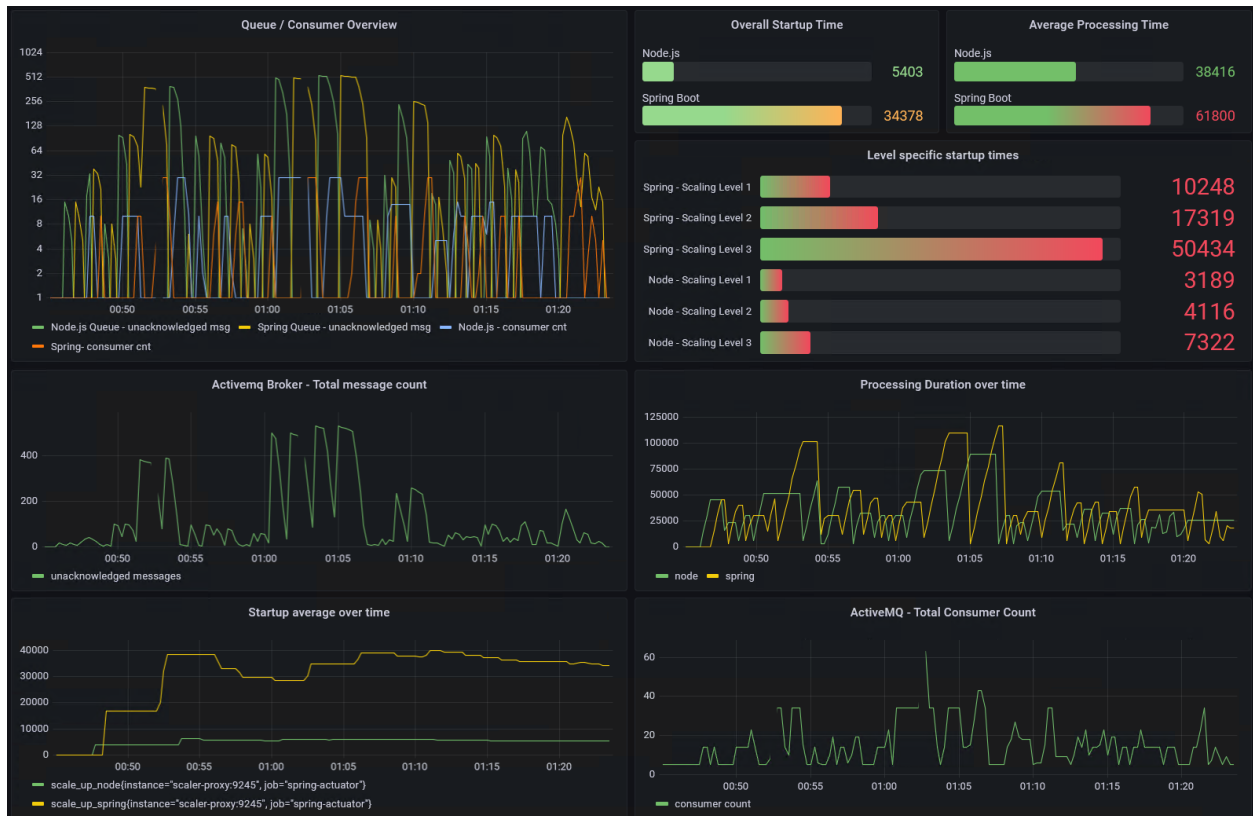 Queue / Consumer Overview
1024
512
256
128
64
32
16
8
4
2
1
00:50 00:55 01:00 01:05 01:10 01:15 01:20
Node.js Queue - unacknowledged msg Spring Queue - unacknowledged msg Node.js - consumer cnt
Spring- consumer cnt
Overall Startup Time
Node.js
5403
Spring Boot
34378
Average Processing Time
Node.js
38416
Spring Boot
61800
Level specific startup times
Spring - Scaling Level 1 10248
Spring - Scaling Level 2 17319
Spring - Scaling Level 3 50434
Node - Scaling Level 1 3189
Node - Scaling Level 2 4116
Node - Scaling Level 3 7322
Activemq Broker - Total message count
400
200
0
00:50 00:55 01:00 01:05 01:10 01:15 01:20
unacknowledged messages
Processing Duration over time
125000
100000
75000
50000
25000
0
00:50 00:55 01:00 01:05 01:10 01:15 01:20
node spring
Startup average over time
40000
30000
20000
10000
0
00:50 00:55 01:00 01:05 01:10 01:15 01:20
scale_up_node{instance="scaler-proxy:9245", job="spring-actuator"}
scale_up_spring{instance="scaler-proxy:9245", job="spring-actuator"}
ActiveMQ - Total Consumer Count
60
40
20
0
00:50 00:55 01:00 01:05 01:10 01:15 01:20
consumer count